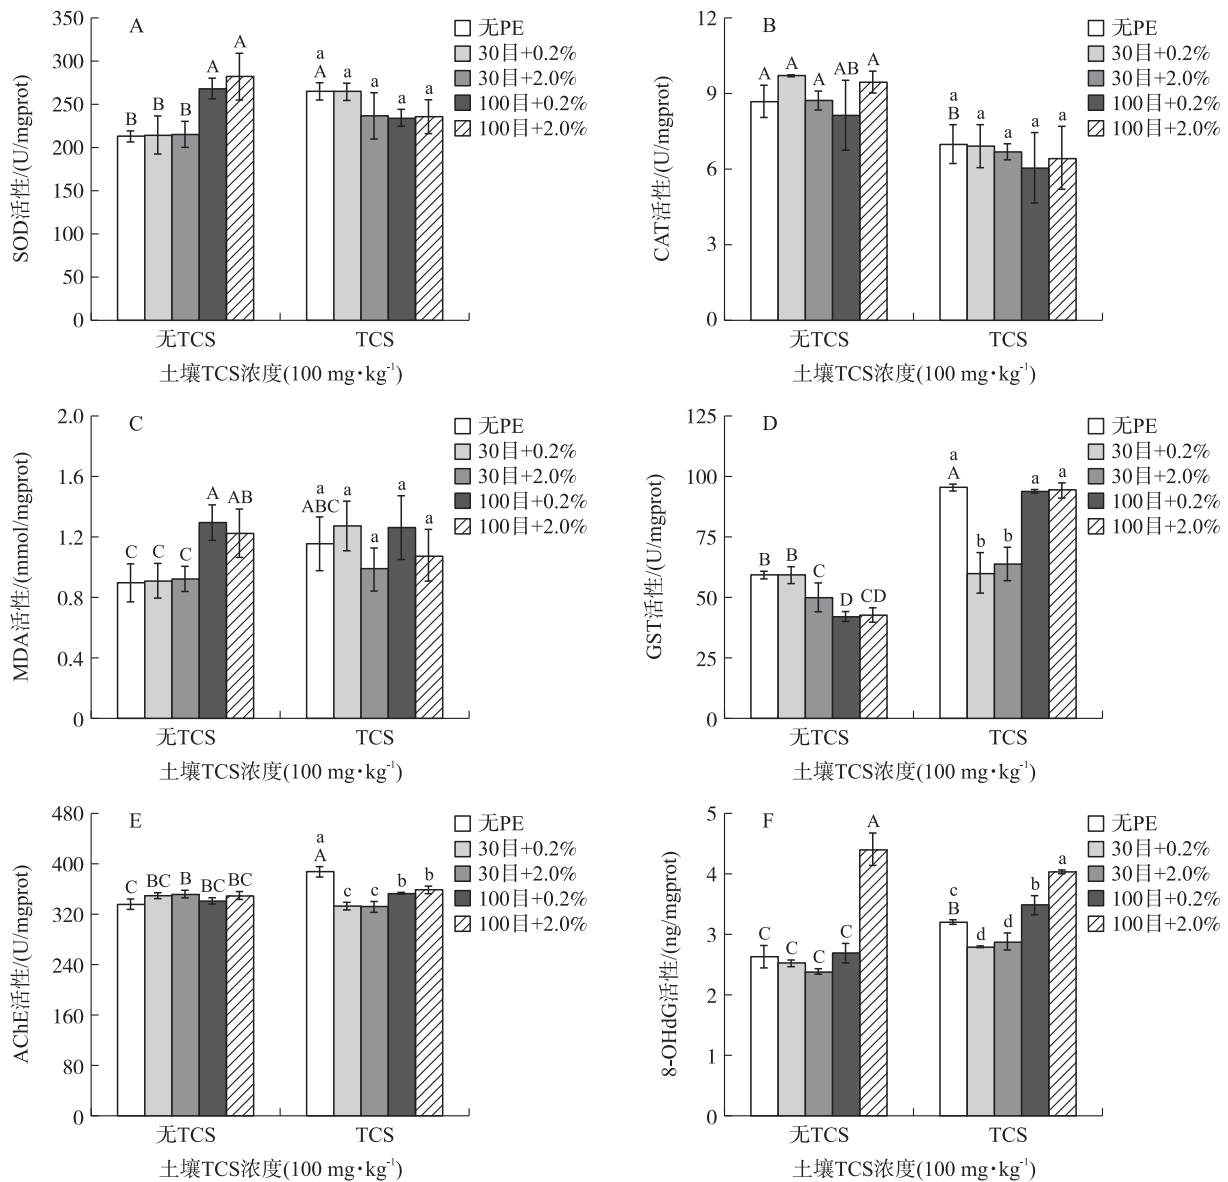 A
SOD活性/(U/mgprot)
350
300
250
200
150
100
50
0
B
B
B
A
A
a
A
a
a
a
a
无PE
30目+0.2%
30目+2.0%
100目+0.2%
100目+2.0%
无TCS
TCS
土壤TCS浓度(100 mg·kg⁻¹)
B
CAT活性/(U/mgprot)
12
9
6
3
0
A
A
A
AB
A
a
B
a
a
a
a
无PE
30目+0.2%
30目+2.0%
100目+0.2%
100目+2.0%
无TCS
TCS
土壤TCS浓度(100 mg·kg⁻¹)
C
MDA活性/(mmol/mgprot)
2.0
1.6
1.2
0.8
0.4
0
C
C
C
A
AB
a
ABC
a
a
a
a
无PE
30目+0.2%
30目+2.0%
100目+0.2%
100目+2.0%
无TCS
TCS
土壤TCS浓度(100 mg·kg⁻¹)
D
GST活性/(U/mgprot)
125
100
75
50
25
0
B
B
C
D
CD
a
A
b
b
a
a
无PE
30目+0.2%
30目+2.0%
100目+0.2%
100目+2.0%
无TCS
TCS
土壤TCS浓度(100 mg·kg⁻¹)
E
AChE活性/(U/mgprot)
480
400
320
240
160
80
0
C
BC
B
BC
BC
a
A
c
c
b
b
无PE
30目+0.2%
30目+2.0%
100目+0.2%
100目+2.0%
无TCS
TCS
土壤TCS浓度(100 mg·kg⁻¹)
F
8-OHdG活性/(ng/mgprot)
5
4
3
2
1
0
C
C
C
C
A
c
B
d
d
b
a
无PE
30目+0.2%
30目+2.0%
100目+0.2%
100目+2.0%
无TCS
TCS
土壤TCS浓度(100 mg·kg⁻¹)